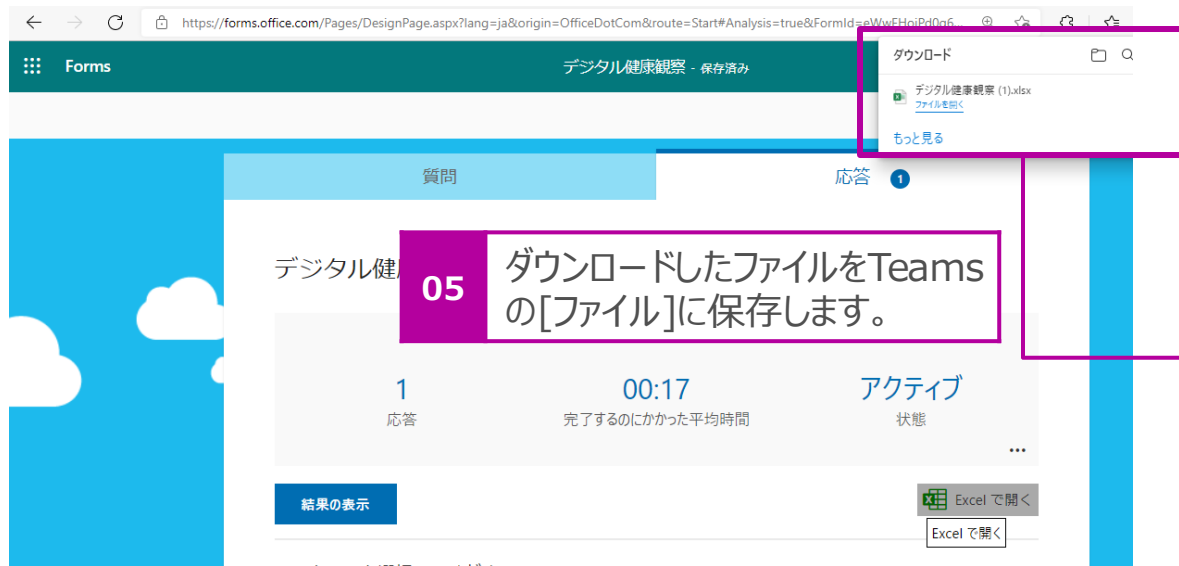 https://forms.office.com/Pages/DesignPage.aspx?lang=ja&origin=OfficeDotCom&route=Start#Analysis=true&FormId=eWwFHoiPd0q6...
Forms
デジタル健康観察 - 保存済み
ダウンロード
デジタル健康観察 (1).xlsx
ファイルを開く
もっと見る
質問
応答 1
デジタル健
05
ダウンロードしたファイルをTeams
の[ファイル]に保存します。
1
応答
00:17
完了するのにかかった平均時間
アクティブ
状態
...
結果の表示
Excel で開く
Excel で開く